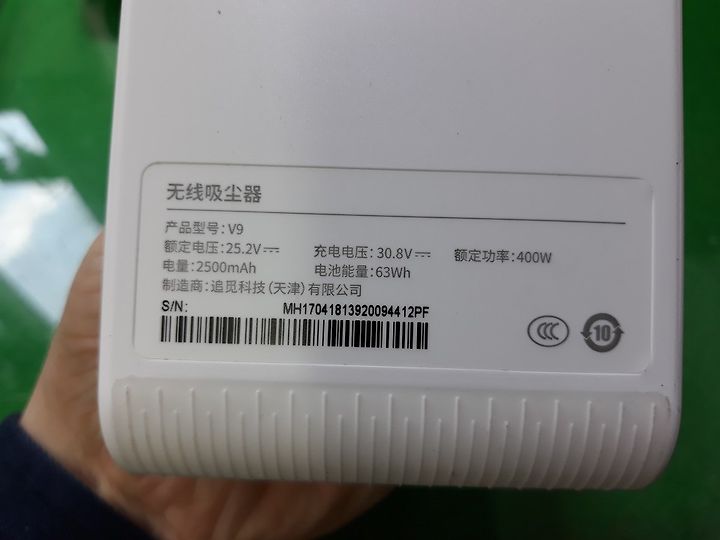 无线吸尘器
产品型号：V9
额定电压：25.2V⎓ 充电电压：30.8V⎓ 额定功率：400W
电量：2500mAh 电池能量：63Wh
制造商：追觅科技（天津）有限公司
S/N: MH17041813920094412PF
CCC 10